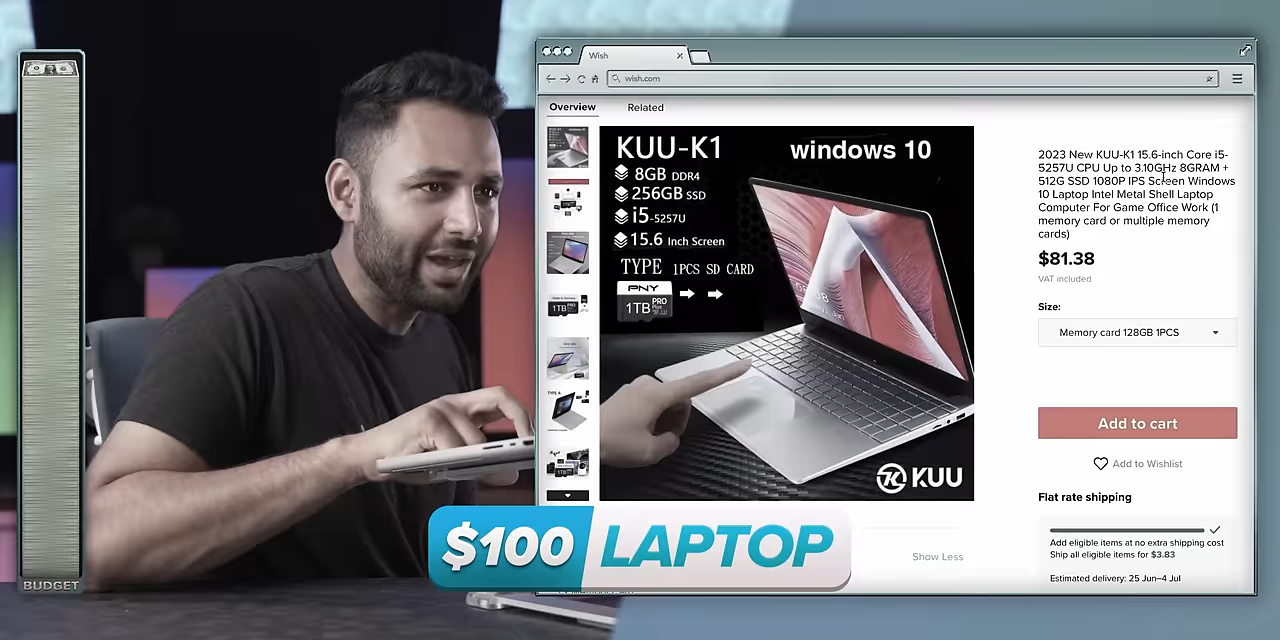 BUDGET
Wish
wish.com
Overview
Related
KUU-K1
windows 10
8GB DDR4
256GB SSD
i5-5257U
15.6 Inch Screen
TYPE 1PCS SD CARD
PNY
1TB PRO
KUU
2023 New KUU-K1 15.6-inch Core i5-
5257U CPU Up to 3.10GHz 8GRAM +
512G SSD 1080P IPS Screen Windows
10 Laptop Intel Metal Shell Laptop
Computer For Game Office Work (1
memory card or multiple memory
cards)
$81.38
VAT included
Size:
Memory card 128GB 1PCS
Add to cart
Add to Wishlist
Flat rate shipping
Add eligible items at no extra shipping cost
Ship all eligible items for $3.83
Estimated delivery: 25 Jun–4 Jul
Show Less
$100 LAPTOP